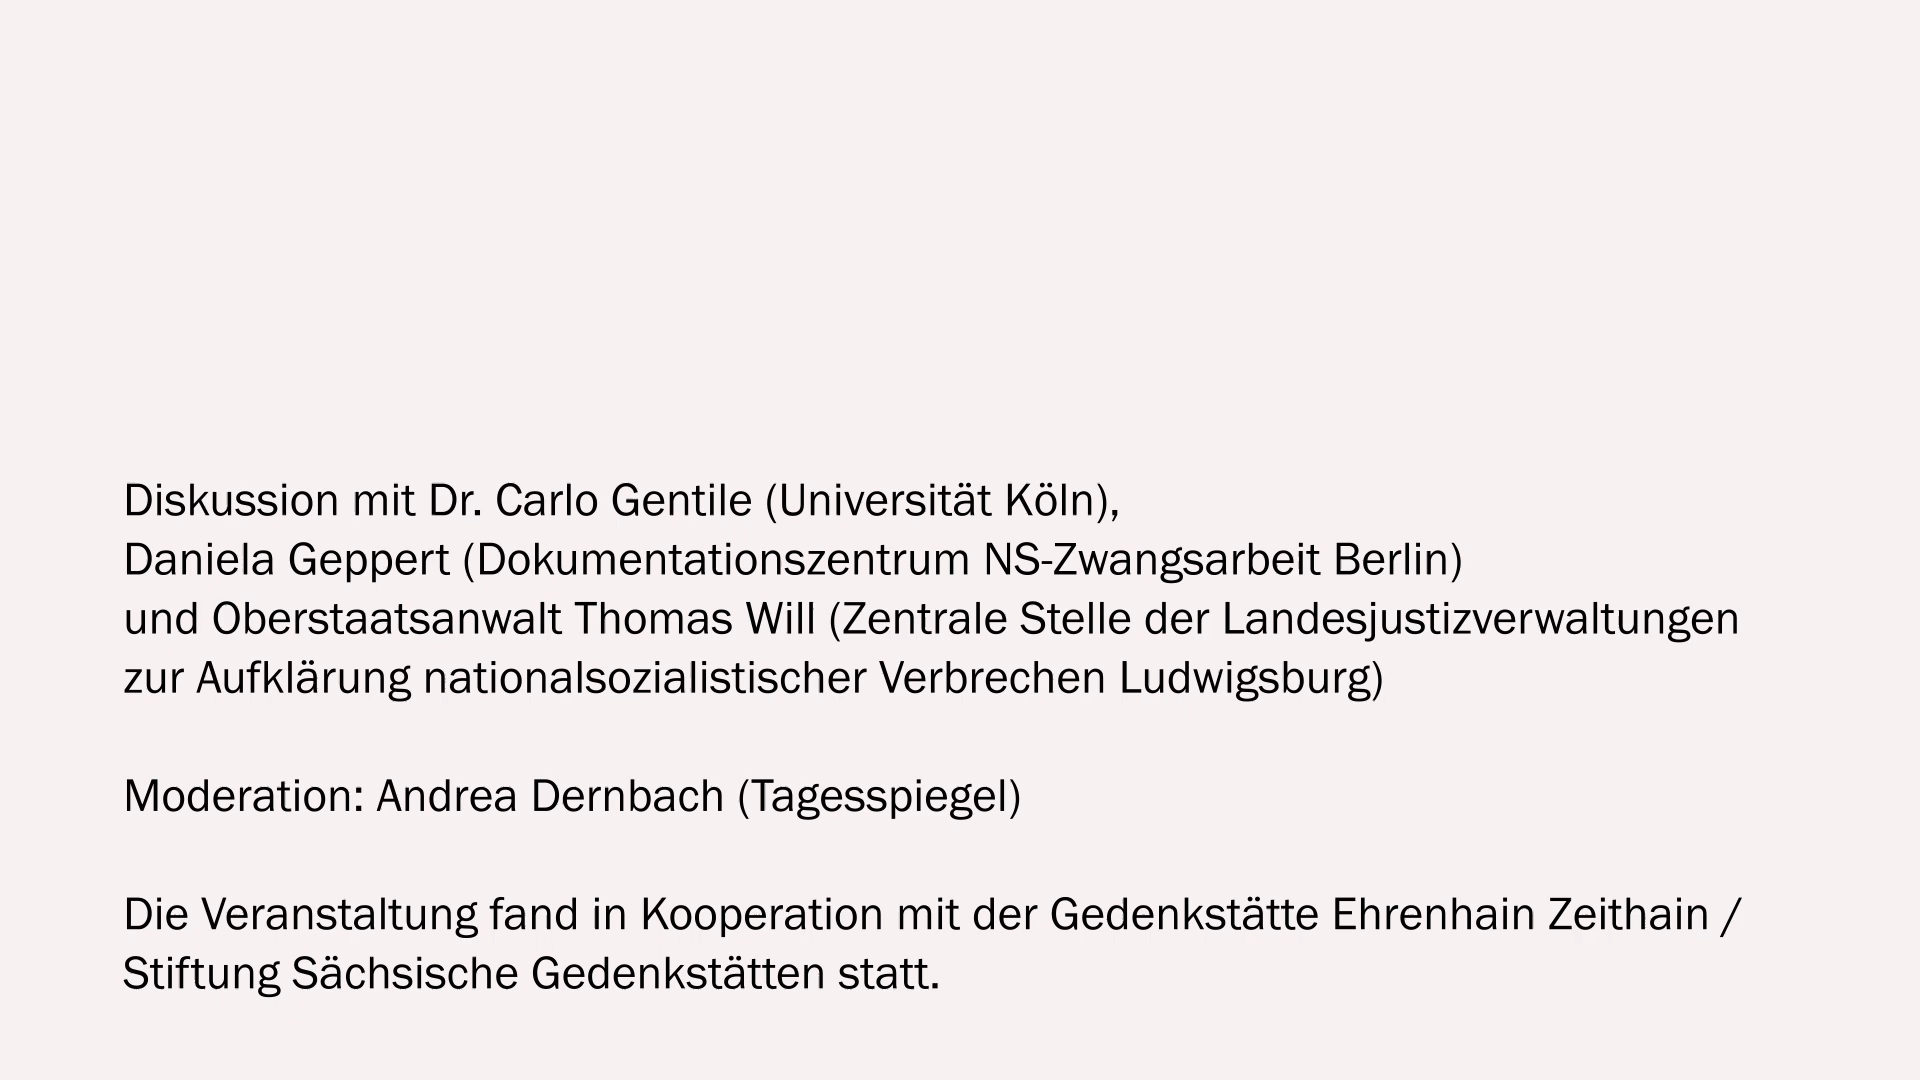 Diskussion mit Dr. Carlo Gentile (Universität Köln),
Daniela Geppert (Dokumentationszentrum NS-Zwangsarbeit Berlin)
und Oberstaatsanwalt Thomas Will (Zentrale Stelle der Landesjustizverwaltungen
zur Aufklärung nationalsozialistischer Verbrechen Ludwigsburg)
Moderation: Andrea Dernbach (Tagesspiegel)
Die Veranstaltung fand in Kooperation mit der Gedenkstätte Ehrenhain Zeithain /
Stiftung Sächsische Gedenkstätten statt.